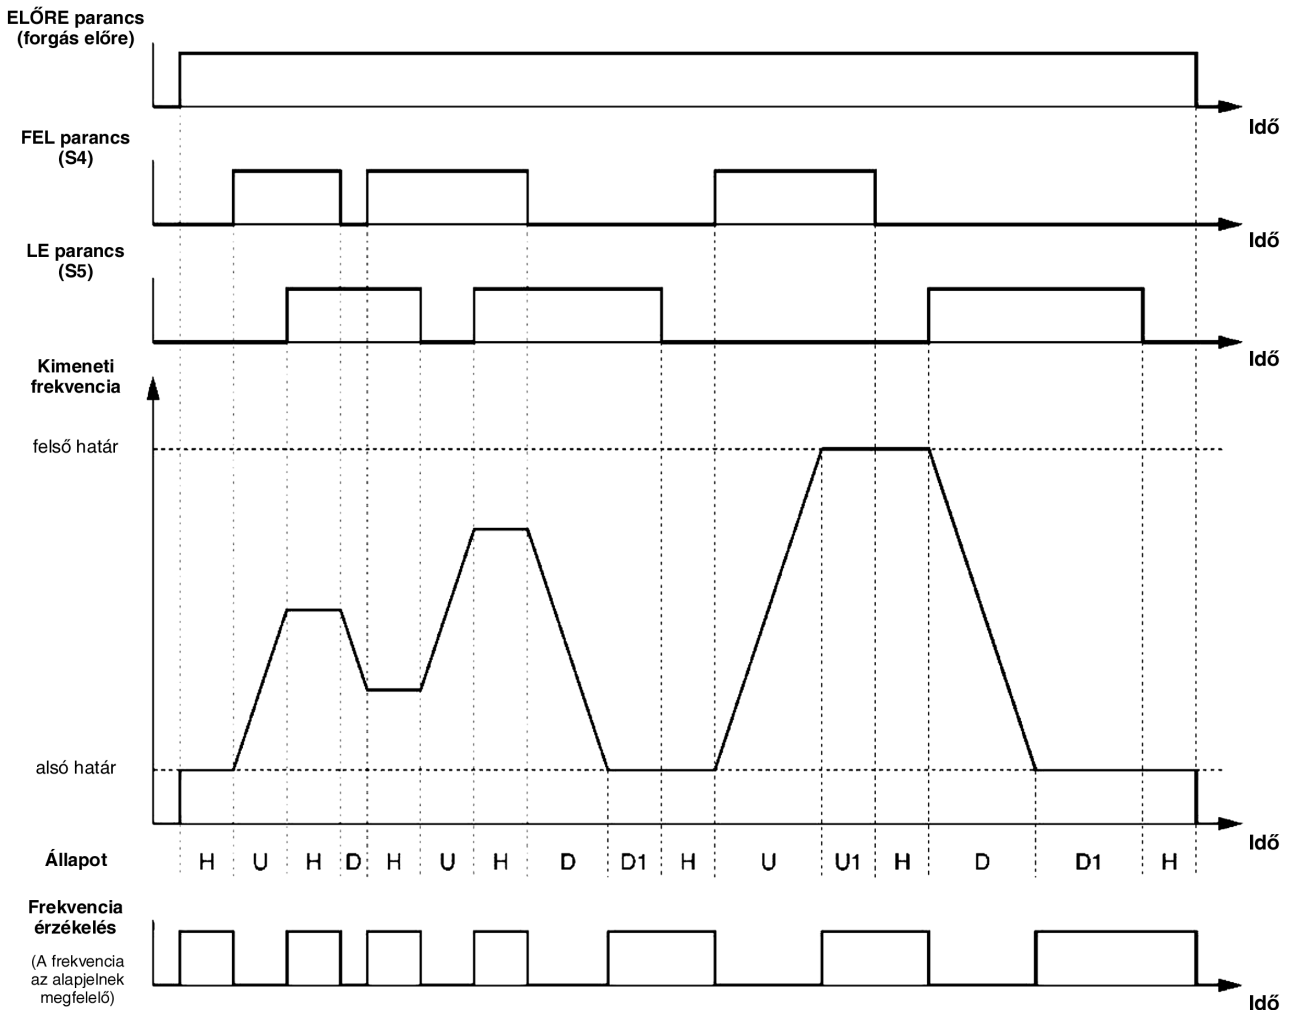 ELŐRE parancs
(forgás előre)
Idő
FEL parancs
(S4)
Idő
LE parancs
(S5)
Idő
Kimeneti
frekvencia
felső határ
alsó határ
Idő
Állapot
H U H D H U H D D1 H U U1 H D D1 H
Frekvencia
érzékelés
(A frekvencia
az alapjelnek
megfelelő)
Idő